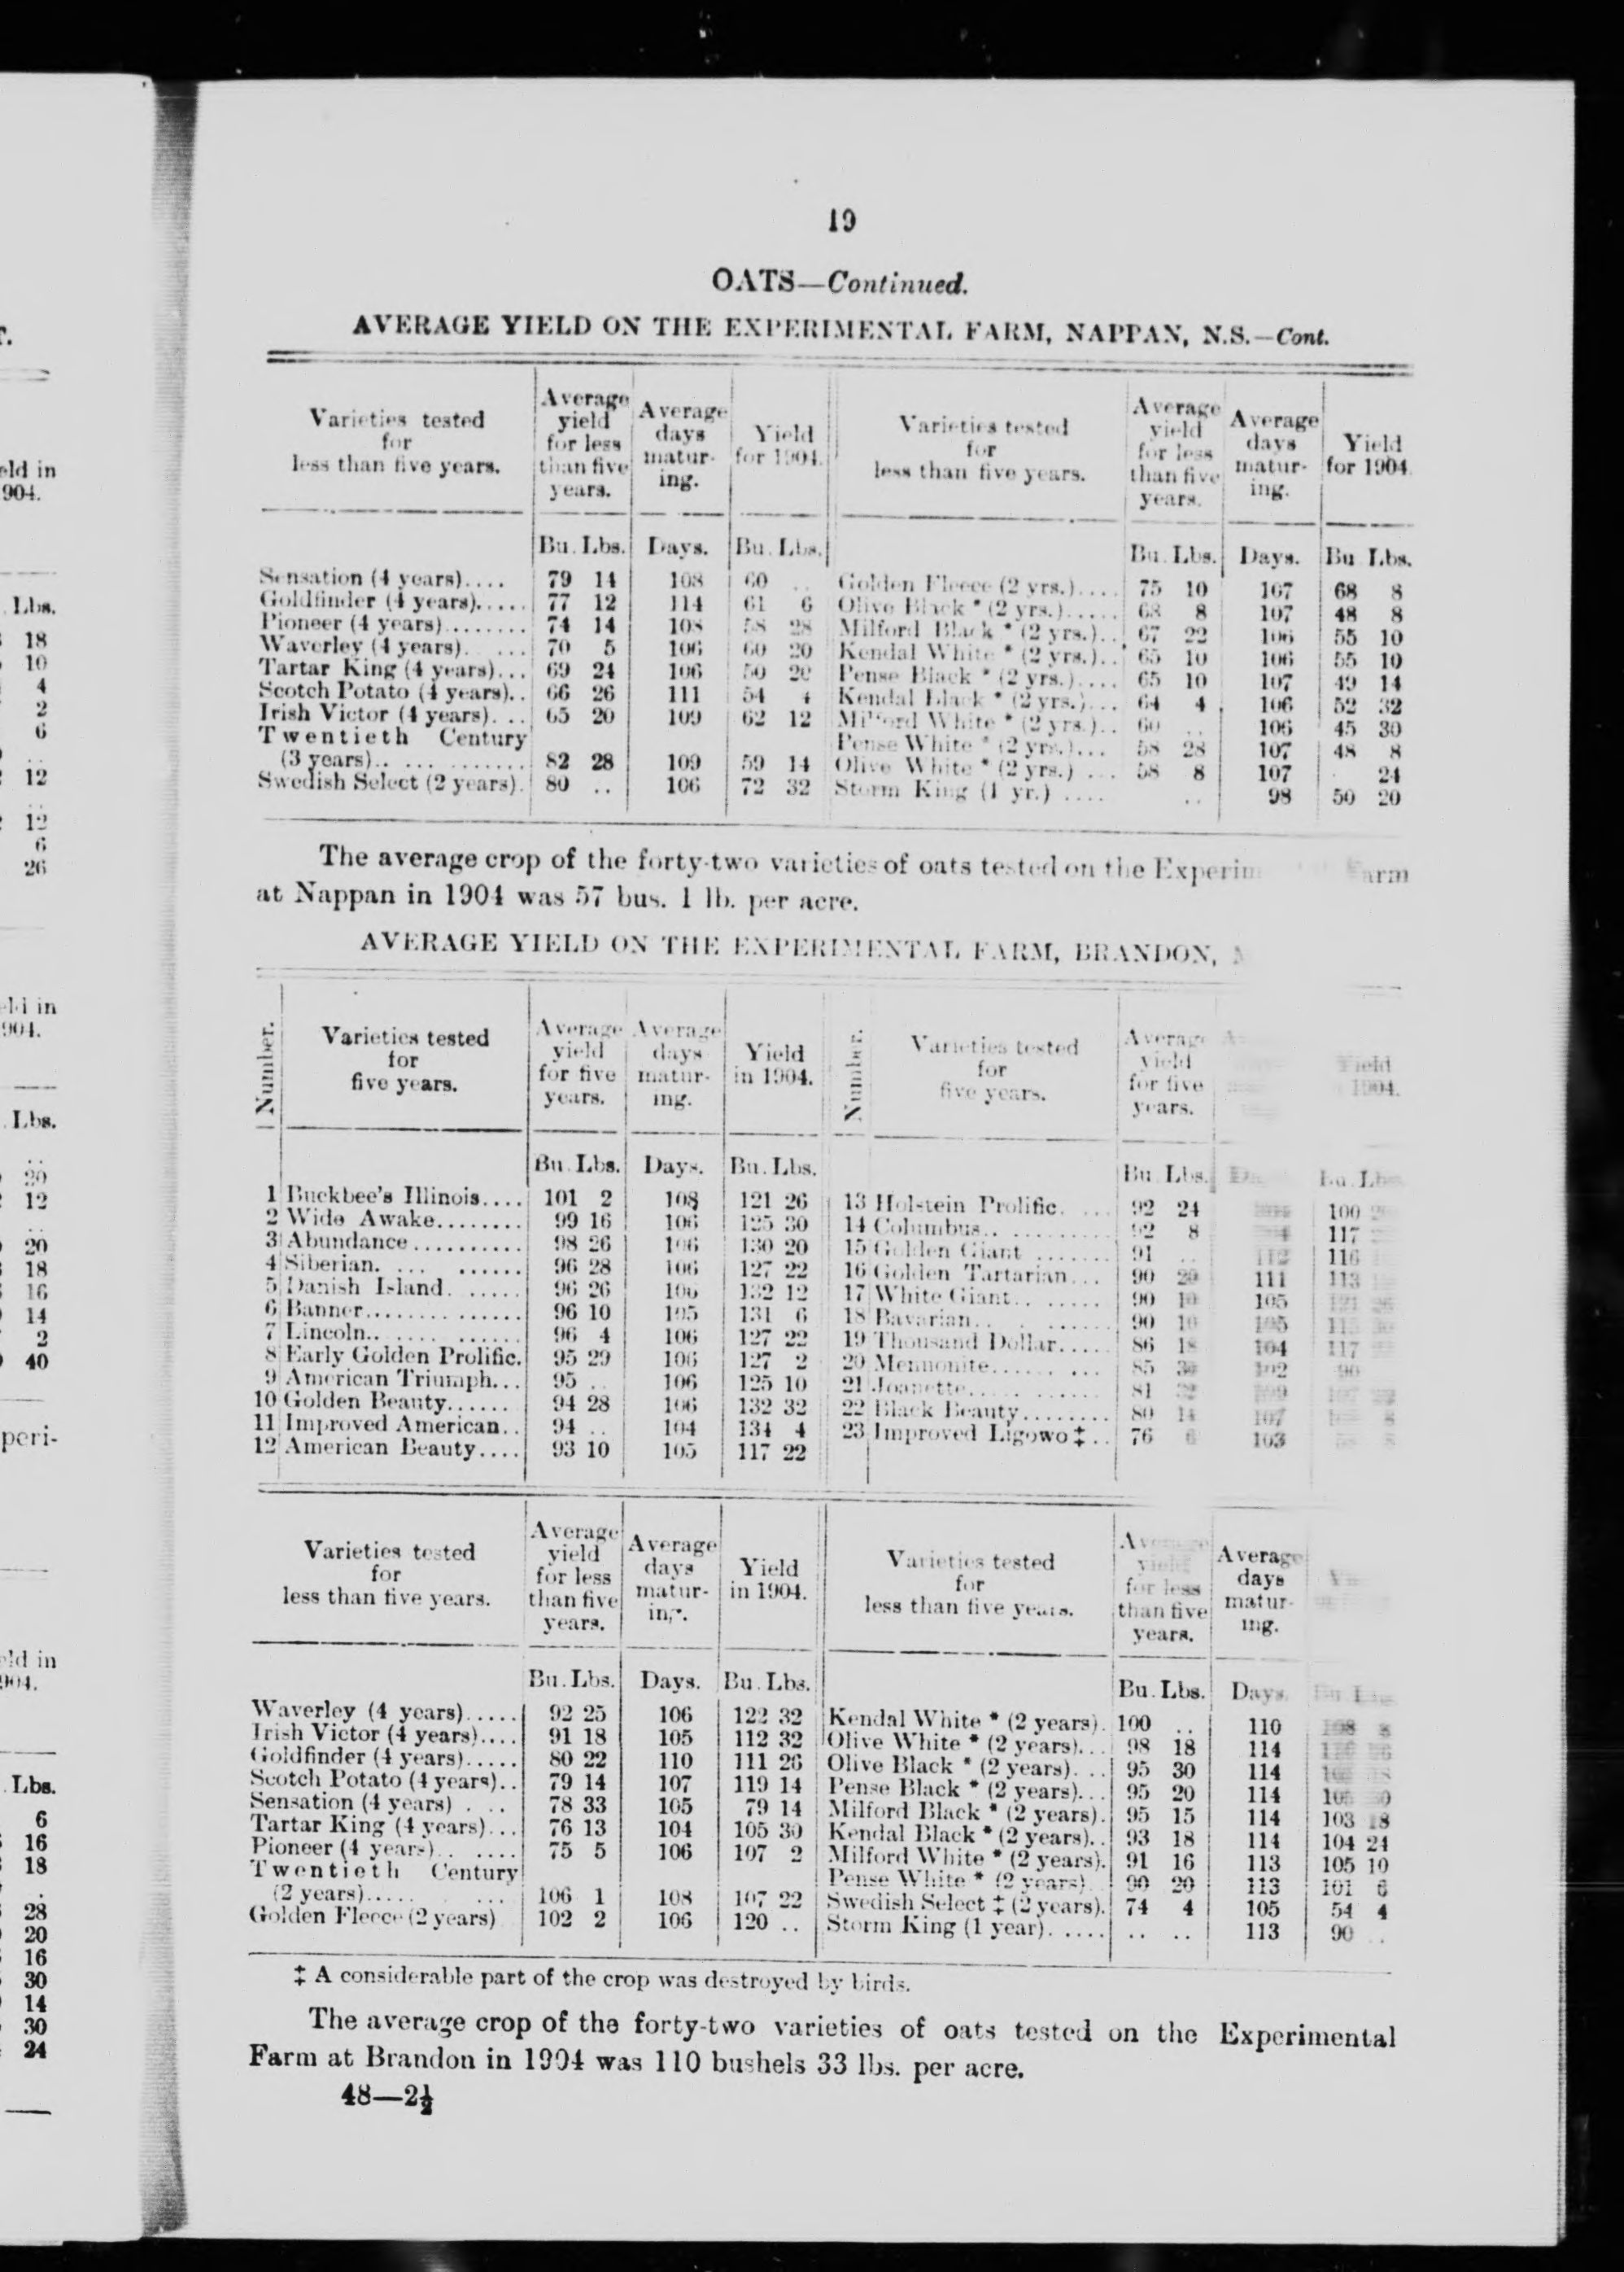 19
OATS—Continued.
AVERAGE YIELD ON THE EXPERIMENTAL FARM, NAPPAN, N.S.—Cont.
Varieties tested for less than five years. Average yield for less than five years. Average days maturing. Yield for 1904. Varieties tested for less than five years. Average yield for less than five years. Average days maturing. Yield for 1904.
Bu. Lbs. Days. Bu. Lbs. Bu. Lbs. Days. Bu Lbs.
Sensation (4 years).... 79 14 108 60 .. Golden Fleece (2 yrs.).... 75 10 107 68 8
Goldfinder (4 years)..... 77 12 114 61 6 Olive Black * (2 yrs.)..... 68 8 107 48 8
Pioneer (4 years)........ 74 14 108 58 28 Milford Black * (2 yrs.).. 67 22 106 55 10
Waverley (4 years). ... 70 5 106 60 20 Kendal White * (2 yrs.).. 65 10 106 55 10
Tartar King (4 years)... 69 24 106 50 20 Pense Black * (2 yrs.).... 65 10 107 49 14
Scotch Potato (4 years).. 66 26 111 54 4 Kendal Black * (2 yrs.)... 64 4 106 52 32
Irish Victor (4 years). .. 65 20 109 62 12 Milford White * (2 yrs.).. 60 .. 106 45 30
Twentieth Century Pense White * (2 yrs.)... 58 28 107 48 8
(3 years).. ............ 82 28 109 59 14 Olive White * (2 yrs.) ... 58 8 107 24
Swedish Select (2 years). 80 .. 106 72 32 Storm King (1 yr.) .... .. 98 50 20
The average crop of the forty-two varieties of oats tested on the Experim Farm
at Nappan in 1904 was 57 bus. 1 lb. per acre.
AVERAGE YIELD ON THE EXPERIMENTAL FARM, BRANDON,
Number. Varieties tested for five years. Average yield for five years. Average days maturing. Yield in 1904. Number. Varieties tested for five years. Average yield for five years. Yield 1904.
Bu. Lbs. Days. Bu. Lbs. Bu. Lbs. Bu. Lbs.
1 Buckbee's Illinois.... 101 2 108 121 26 13 Holstein Prolific. ... 92 24 100
2 Wide Awake........ 99 16 106 125 30 14 Columbus.. .......... 92 8 117
3 Abundance........... 98 26 106 130 20 15 Golden Giant ....... 91 .. 112 116
4 Siberian. ... ...... 96 28 106 127 22 16 Golden Tartarian... 90 20 111 113
5 Danish Island. ...... 96 26 106 132 12 17 White Giant.. ...... 90 10 105
6 Banner.............. 96 10 105 131 6 18 Bavarian.. . ...... 90 10 105
7 Lincoln.. ..... ...... 96 4 106 127 22 19 Thousand Dollar..... 86 18 104 117
8 Early Golden Prolific. 95 29 106 127 2 20 Mennonite...... ... 85 30 102 90
9 American Triumph... 95 .. 106 125 10 21 Joanette.. .......... 81
10 Golden Beauty...... 94 28 106 132 32 22 Black Beauty........ 80 14 107
11 Improved American.. 94 .. 104 134 4 23 Improved Ligowo ‡.. 76 6 103
12 American Beauty.... 93 10 105 117 22
Varieties tested for less than five years. Average yield for less than five years. Average days maturing. Yield in 1904. Varieties tested for less than five years. Average yield for less than five years. Average days maturing.
Bu. Lbs. Days. Bu. Lbs. Bu. Lbs. Days.
Waverley (4 years)..... 92 25 106 122 32 Kendal White * (2 years). 100 .. 110 108 8
Irish Victor (4 years).... 91 18 105 112 32 Olive White * (2 years)... 98 18 114
Goldfinder (4 years)..... 80 22 110 111 26 Olive Black * (2 years). .. 95 30 114
Scotch Potato (4 years).. 79 14 107 119 14 Pense Black * (2 years)... 95 20 114
Sensation (4 years) . .. 78 33 105 79 14 Milford Black * (2 years). 95 15 114 103 18
Tartar King (4 years)... 76 13 104 105 30 Kendal Black * (2 years).. 93 18 114 104 24
Pioneer (4 years).. .... 75 5 106 107 2 Milford White * (2 years). 91 16 113 105 10
Twentieth Century Pense White * (2 years) 90 20 113 101 6
(2 years)..... ... 106 1 108 107 22 Swedish Select ‡ (2 years). 74 4 105 54 4
Golden Fleece (2 years) 102 2 106 120 .. Storm King (1 year). ..... .. .. 113 90 ..
‡ A considerable part of the crop was destroyed by birds.
The average crop of the forty-two varieties of oats tested on the Experimental
Farm at Brandon in 1904 was 110 bushels 33 lbs. per acre.
48—2½